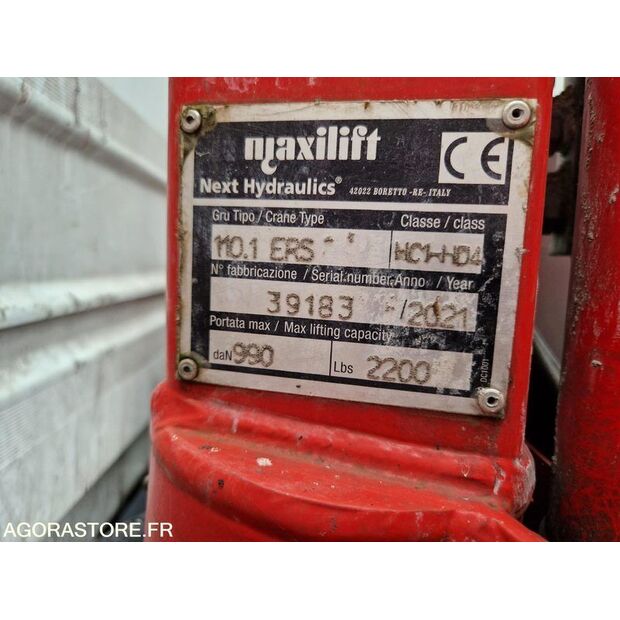 maxilift
CE
Next Hydraulics® 42022 BORETTO -RE- ITALY
Gru Tipo / Crane Type Classe / class
110.1 ERS HC1-HD4
N° fabbricazione / Serial number Anno / Year
39183 /2021
Portata max / Max lifting capacity
daN 990 Lbs 2200
DC1001
AGORASTORE.FR